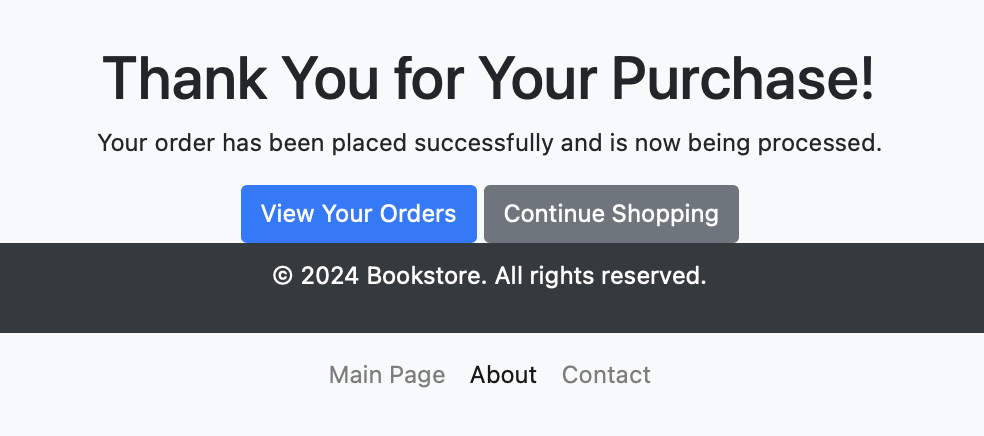 Thank You for Your Purchase!
Your order has been placed successfully and is now being processed.
View Your Orders Continue Shopping
© 2024 Bookstore. All rights reserved.
Main Page About Contact